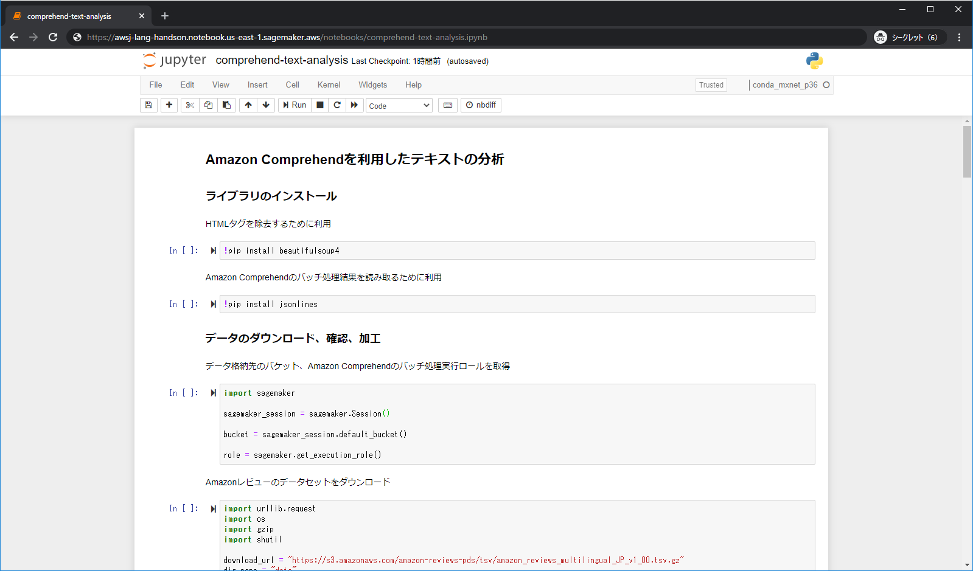 comprehend-text-analysis
https://awsj-lang-handson.notebook.us-east-1.sagemaker.aws/notebooks/comprehend-text-analysis.ipynb
シークレット (6)
jupyter comprehend-text-analysis Last Checkpoint: 1時間前 (autosaved)
File Edit View Insert Cell Kernel Widgets Help Trusted conda_mxnet_p36
Run Code nbdiff
Amazon Comprehendを利用したテキストの分析
ライブラリのインストール
HTMLタグを除去するために利用
In [ ]: !pip install beautifulsoup4
Amazon Comprehendのバッチ処理結果を読み取るために利用
In [ ]: !pip install jsonlines
データのダウンロード、確認、加工
データ格納先のバケット、Amazon Comprehendのバッチ処理実行ロールを取得
In [ ]: import sagemaker
sagemaker_session = sagemaker.Session()
bucket = sagemaker_session.default_bucket()
role = sagemaker.get_execution_role()
Amazonレビューのデータセットをダウンロード
In [ ]: import urllib.request
import os
import gzip
import shutil
download_url = "https://s3.amazonaws.com/amazon-reviews-pds/tsv/amazon_reviews_multilingual_JP_v1_00.tsv.gz"